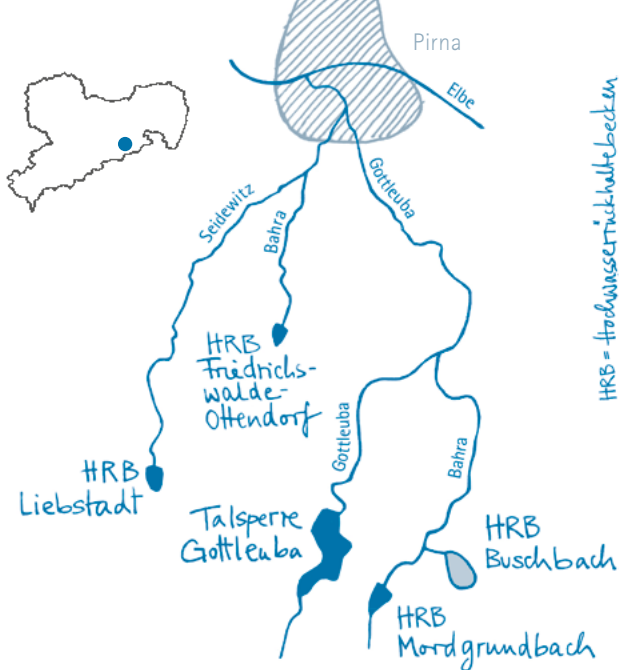 Pirna
Elbe
Gottleuba
Seidewitz
Bahra
HRB
Friedrichs-
walde-
Ottendorf
Gottleuba
Bahra
HRB
Liebstadt
Talsperre
Gottleuba
HRB
Buschbach
HRB
Mordgrundbach
HRB = Hochwasserrückhaltebecken